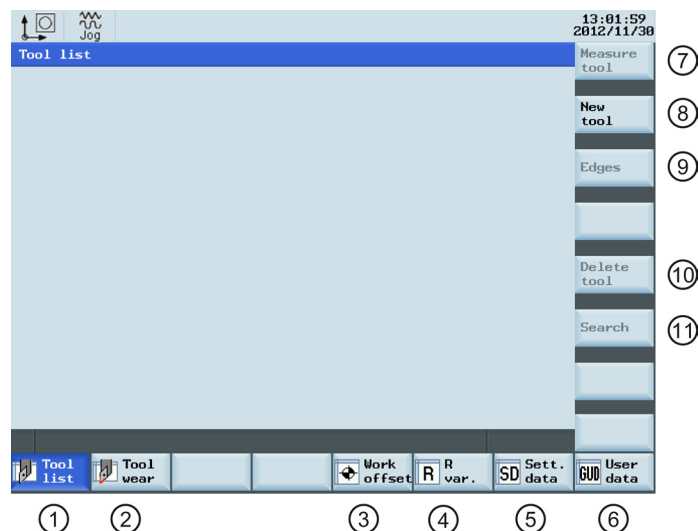 13:01:59
Jog
2012/11/30
Tool list
Measure
tool
7
New
tool
8
Edges
9
Delete
tool
10
Search
11
Tool
list
Tool
wear
Work
offset
R
R
var.
SD
Sett.
data
GUD
User
data
1
2
3
4
5
6